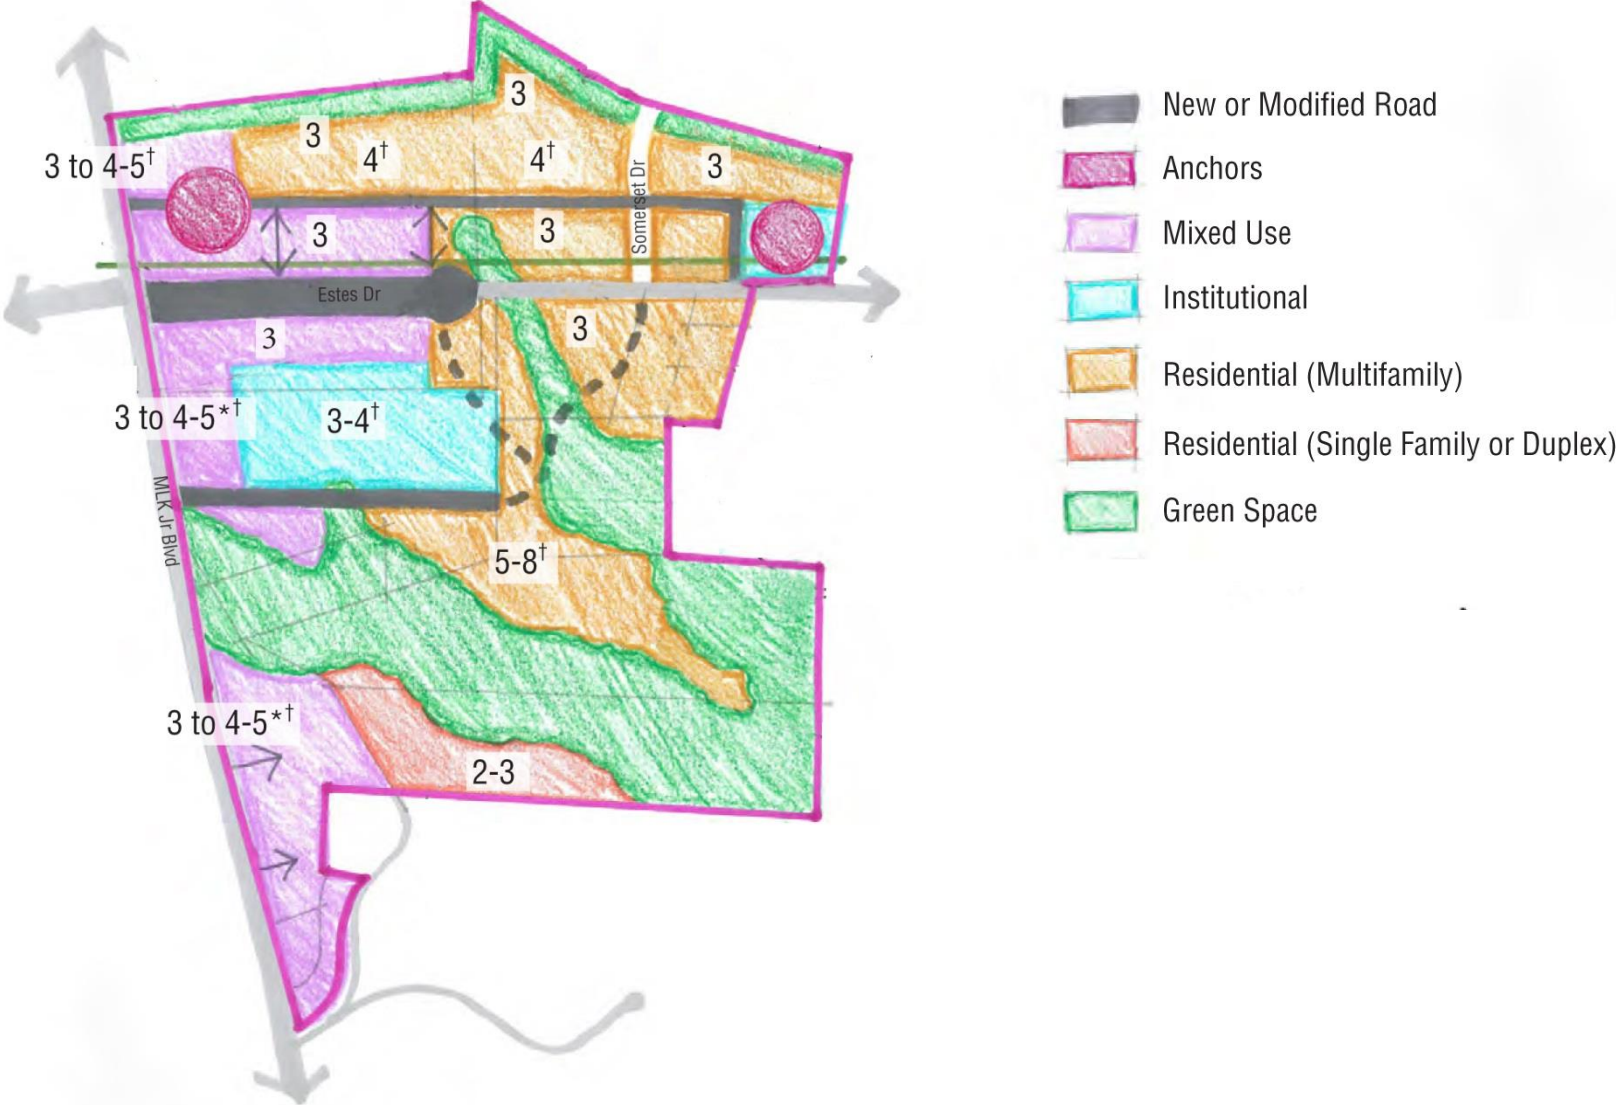 3
3
4†
4†
3
3 to 4-5†
Somerset Dr
3
3
Estes Dr
3
3
3 to 4-5*†
3-4†
MLK Jr Blvd
5-8†
3 to 4-5*†
2-3
New or Modified Road
Anchors
Mixed Use
Institutional
Residential (Multifamily)
Residential (Single Family or Duplex)
Green Space